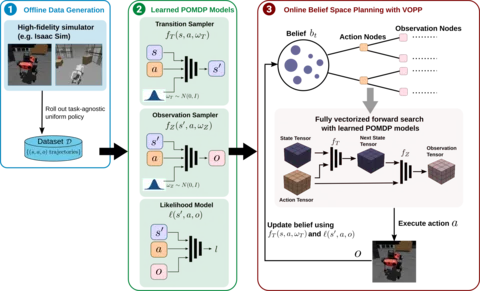 1 Offline Data Generation
High-fidelity simulator
(e.g. Isaac Sim)
Roll out task-agnostic
uniform policy
Dataset 𝒟
{(s, a, o) trajectories}
2 Learned POMDP Models
Transition Sampler
f_T(s, a, ω_T)
s
a
s′
ω_T ∼ N(0, I)
Observation Sampler
f_Z(s′, a, ω_Z)
s′
a
o
ω_Z ∼ N(0, I)
Likelihood Model
ℓ(s′, a, o)
s′
a
o
l
3 Online Belief Space Planning with VOPP
Observation Nodes
Belief b_t
Action Nodes
Fully vectorized forward search
with learned POMDP models
State Tensor
f_T
Next State
Tensor
f_Z
Observation
Tensor
Action Tensor
Update belief using
f_T(s, a, ω_T) and ℓ(s′, a, o)
Execute action a
O